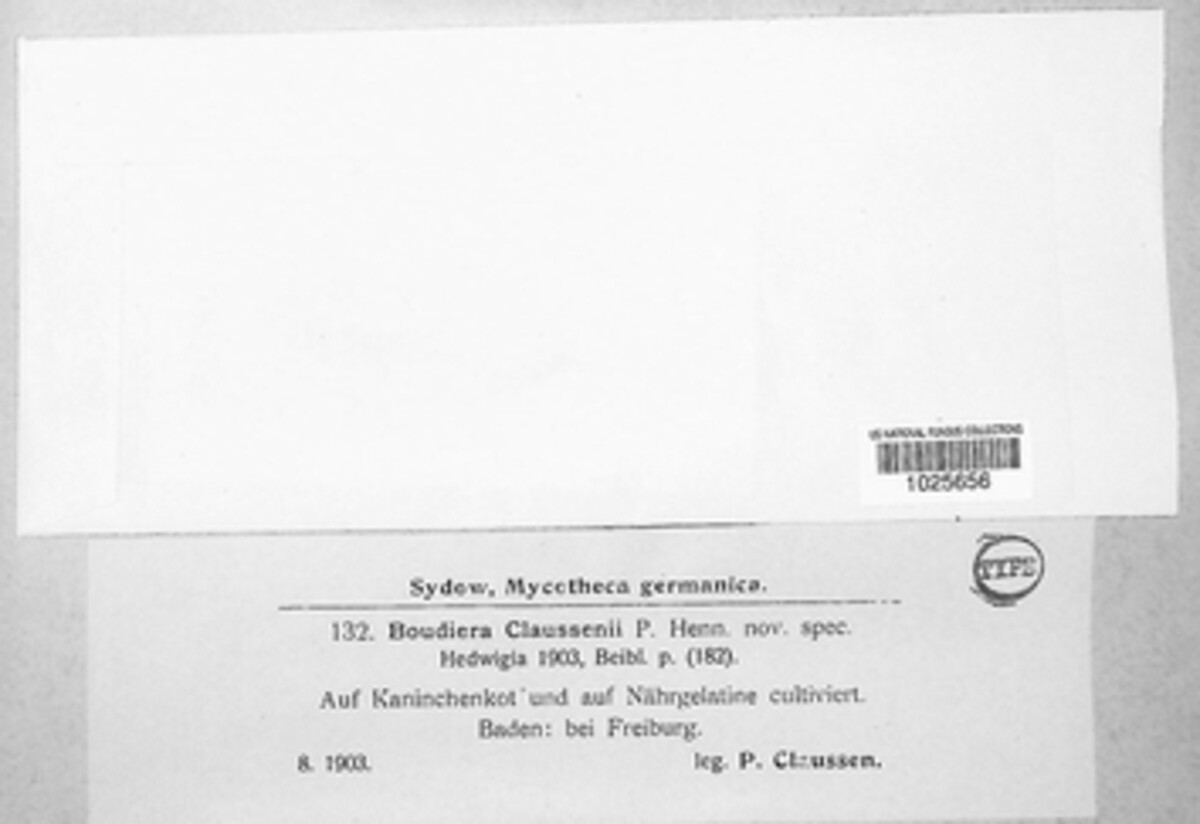 US NATIONAL FUNGUS COLLECTIONS
1025656
TYPE
Sydow, Mycotheca germanica.
132. Boudiera Claussenii P. Henn. nov. spec.
Hedwigia 1903, Beibl. p. (182).
Auf Kaninchenkot und auf Nährgelatine cultiviert.
Baden: bei Freiburg.
8. 1903. leg. P. Claussen.